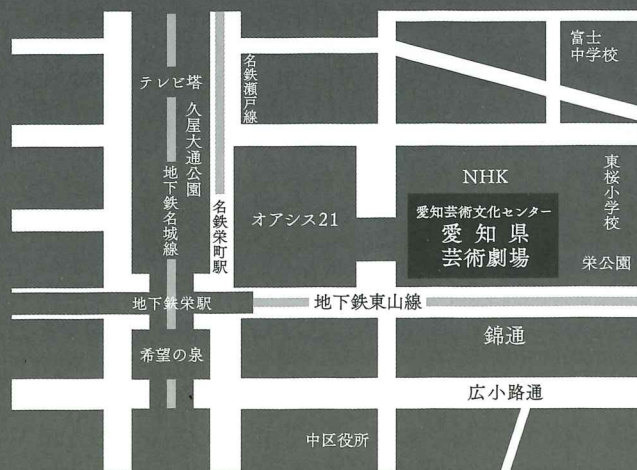 富士
中学校
名鉄瀬戸線
テレビ塔
久屋大通公園
地下鉄名城線
NHK
東桜小学校
名鉄栄町駅
オアシス21
愛知芸術文化センター
愛知県
芸術劇場
栄公園
地下鉄栄駅
地下鉄東山線
錦通
希望の泉
広小路通
中区役所